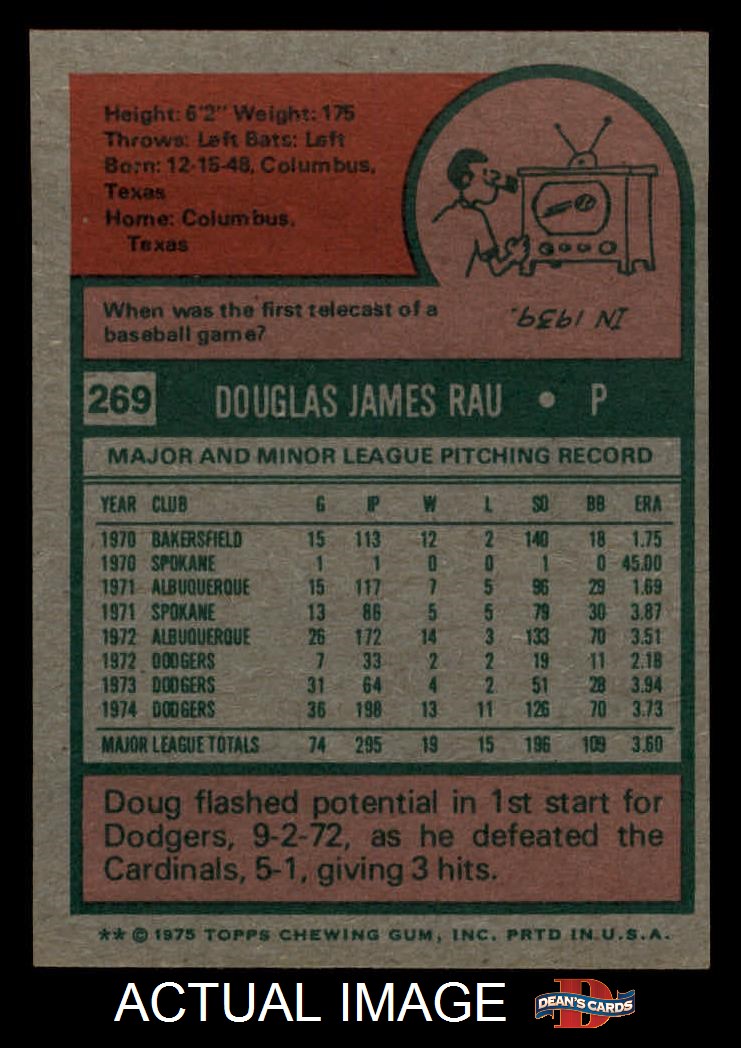 Height: 6'2" Weight: 175
Throws: Left Bats: Left
Born: 12-15-48, Columbus,
Texas
Home: Columbus,
Texas
When was the first telecast of a
baseball game?
IN 1939.
269 DOUGLAS JAMES RAU • P
MAJOR AND MINOR LEAGUE PITCHING RECORD
YEAR CLUB G IP W L SO BB ERA
1970 BAKERSFIELD 15 113 12 2 140 18 1.75
1970 SPOKANE 1 1 0 0 1 0 45.00
1971 ALBUQUERQUE 15 117 7 5 96 29 1.69
1971 SPOKANE 13 86 5 5 79 30 3.87
1972 ALBUQUERQUE 26 172 14 3 133 70 3.51
1972 DODGERS 7 33 2 2 19 11 2.18
1973 DODGERS 31 64 4 2 51 28 3.94
1974 DODGERS 36 198 13 11 126 70 3.73
MAJOR LEAGUE TOTALS 74 295 19 15 196 109 3.60
Doug flashed potential in 1st start for
Dodgers, 9-2-72, as he defeated the
Cardinals, 5-1, giving 3 hits.
** © 1975 TOPPS CHEWING GUM, INC. PRTD IN U.S.A.
ACTUAL IMAGE
D
DEAN'S CARDS